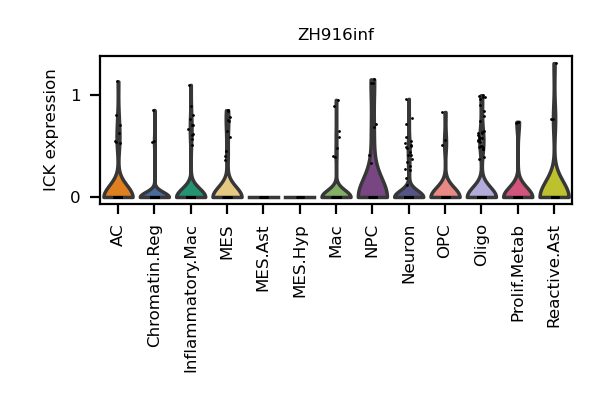 ZH916inf
ICK expression
1
0
AC
Chromatin.Reg
Inflammatory.Mac
MES
MES.Ast
MES.Hyp
Mac
NPC
Neuron
OPC
Oligo
Prolif.Metab
Reactive.Ast